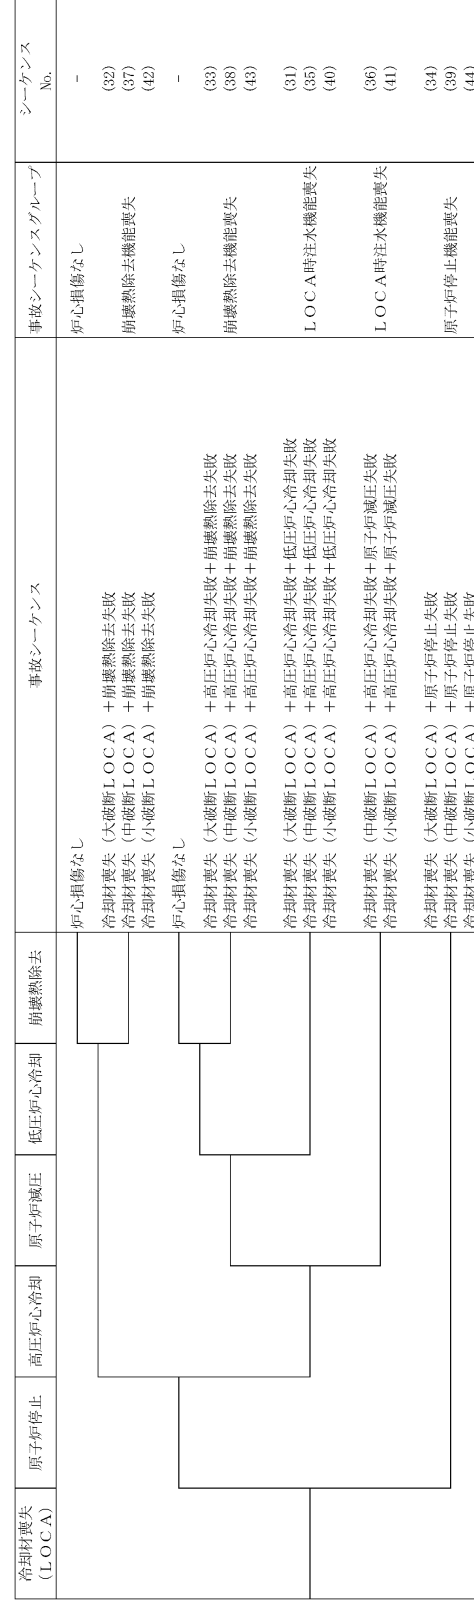 冷却材喪失
(LOCA)
原子炉停止
高圧炉心冷却
原子炉減圧
低圧炉心冷却
崩壊熱除去
事故シーケンス
事故シーケンスグループ
シーケンス
No.
炉心損傷なし
炉心損傷なし
－
冷却材喪失（大破断ＬＯＣＡ）＋崩壊熱除去失敗
(32)
冷却材喪失（中破断ＬＯＣＡ）＋崩壊熱除去失敗
崩壊熱除去機能喪失
(37)
冷却材喪失（小破断ＬＯＣＡ）＋崩壊熱除去失敗
(42)
炉心損傷なし
炉心損傷なし
－
冷却材喪失（大破断ＬＯＣＡ）＋高圧炉心冷却失敗＋崩壊熱除去失敗
(33)
冷却材喪失（中破断ＬＯＣＡ）＋高圧炉心冷却失敗＋崩壊熱除去失敗
崩壊熱除去機能喪失
(38)
冷却材喪失（小破断ＬＯＣＡ）＋高圧炉心冷却失敗＋崩壊熱除去失敗
(43)
冷却材喪失（大破断ＬＯＣＡ）＋高圧炉心冷却失敗＋低圧炉心冷却失敗
(31)
冷却材喪失（中破断ＬＯＣＡ）＋高圧炉心冷却失敗＋低圧炉心冷却失敗
ＬＯＣＡ時注水機能喪失
(35)
冷却材喪失（小破断ＬＯＣＡ）＋高圧炉心冷却失敗＋低圧炉心冷却失敗
(40)
冷却材喪失（中破断ＬＯＣＡ）＋高圧炉心冷却失敗＋原子炉減圧失敗
ＬＯＣＡ時注水機能喪失
(36)
冷却材喪失（小破断ＬＯＣＡ）＋高圧炉心冷却失敗＋原子炉減圧失敗
(41)
冷却材喪失（大破断ＬＯＣＡ）＋原子炉停止失敗
(34)
冷却材喪失（中破断ＬＯＣＡ）＋原子炉停止失敗
原子炉停止機能喪失
(39)
冷却材喪失（小破断ＬＯＣＡ）＋原子炉停止失敗
(44)